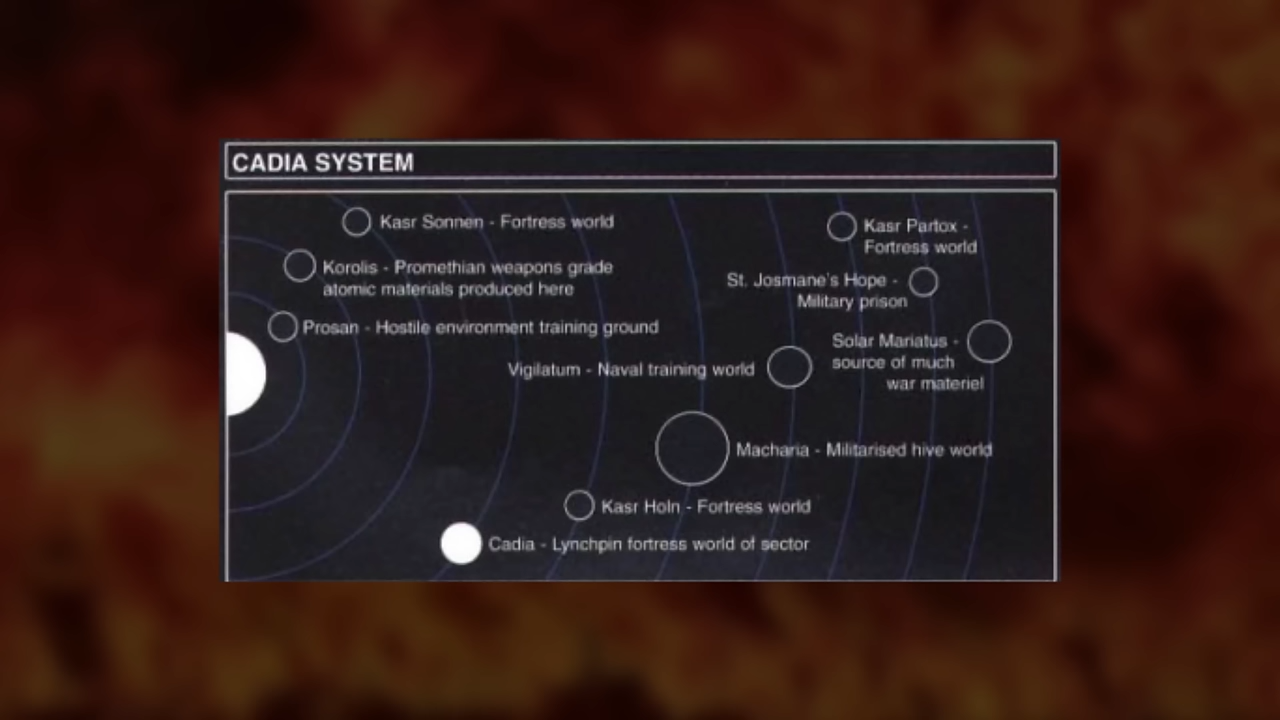 CADIA SYSTEM
Kasr Sonnen - Fortress world
Kasr Partox -
Fortress world
Korolis - Promethian weapons grade
atomic materials produced here
St. Josmane's Hope -
Military prison
Prosan - Hostile environment training ground
Solar Mariatus -
source of much
war materiel
Vigilatum - Naval training world
Macharia - Militarised hive world
Kasr Holn - Fortress world
Cadia - Lynchpin fortress world of sector